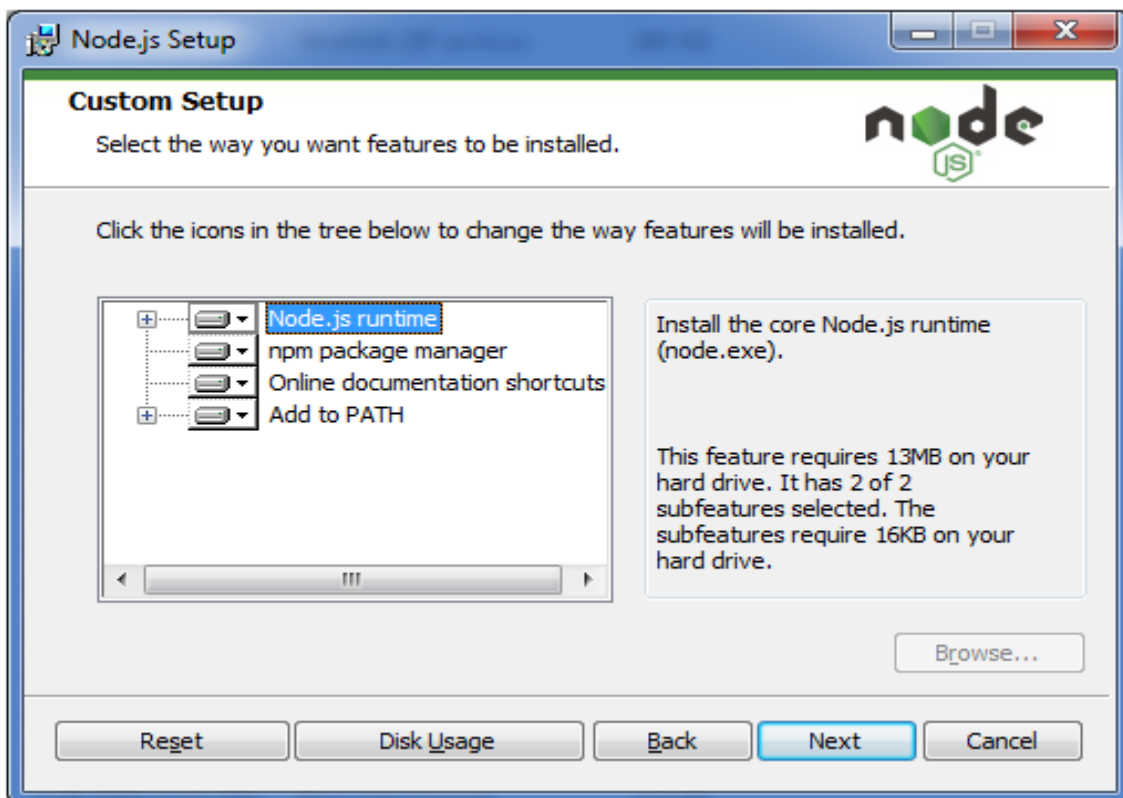 Node.js Setup
Custom Setup
Select the way you want features to be installed.
node
JS
Click the icons in the tree below to change the way features will be installed.
Node.js runtime
npm package manager
Online documentation shortcuts
Add to PATH
Install the core Node.js runtime
(node.exe).
This feature requires 13MB on your
hard drive. It has 2 of 2
subfeatures selected. The
subfeatures require 16KB on your
hard drive.
Browse...
Reset
Disk Usage
Back
Next
Cancel